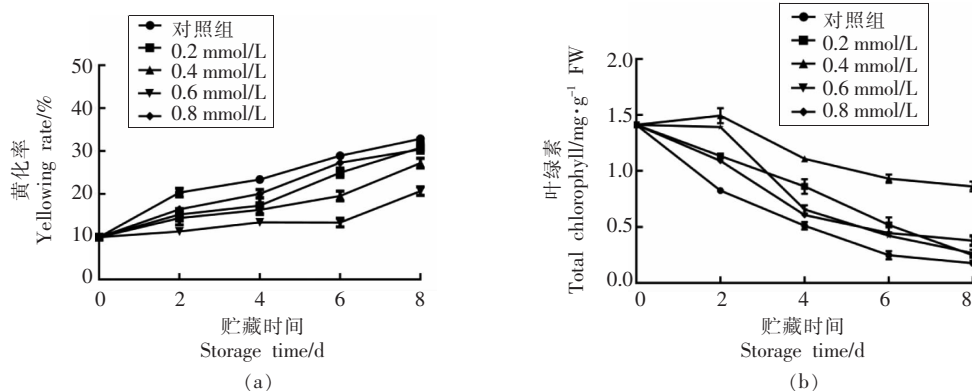 对照组
0.2 mmol/L
0.4 mmol/L
0.6 mmol/L
0.8 mmol/L
50
40
30
20
10
0
黄化率
Yellowing rate/%
0 2 4 6 8
贮藏时间
Storage time/d
(a)
对照组
0.2 mmol/L
0.4 mmol/L
0.6 mmol/L
0.8 mmol/L
2.0
1.5
1.0
0.5
0.0
叶绿素
Total chlorophyll/mg·g⁻¹ FW
0 2 4 6 8
贮藏时间
Storage time/d
(b)